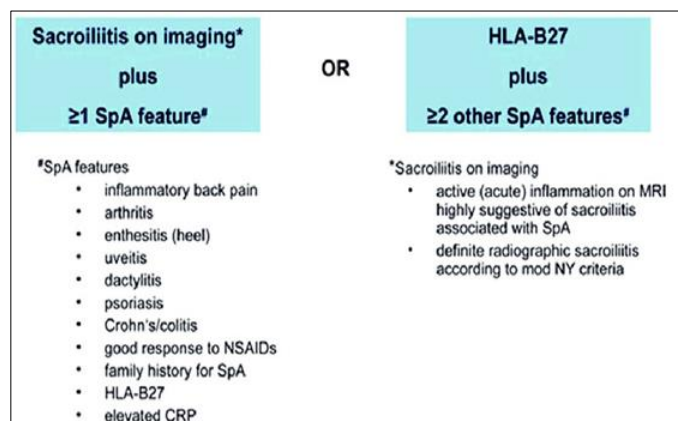 Sacroiliitis on imaging*
plus
≥1 SpA feature#
OR
HLA-B27
plus
≥2 other SpA features#
#SpA features
• inflammatory back pain
• arthritis
• enthesitis (heel)
• uveitis
• dactylitis
• psoriasis
• Crohn's/colitis
• good response to NSAIDs
• family history for SpA
• HLA-B27
• elevated CRP
*Sacroiliitis on imaging
• active (acute) inflammation on MRI
highly suggestive of sacroiliitis
associated with SpA
• definite radiographic sacroiliitis
according to mod NY criteria